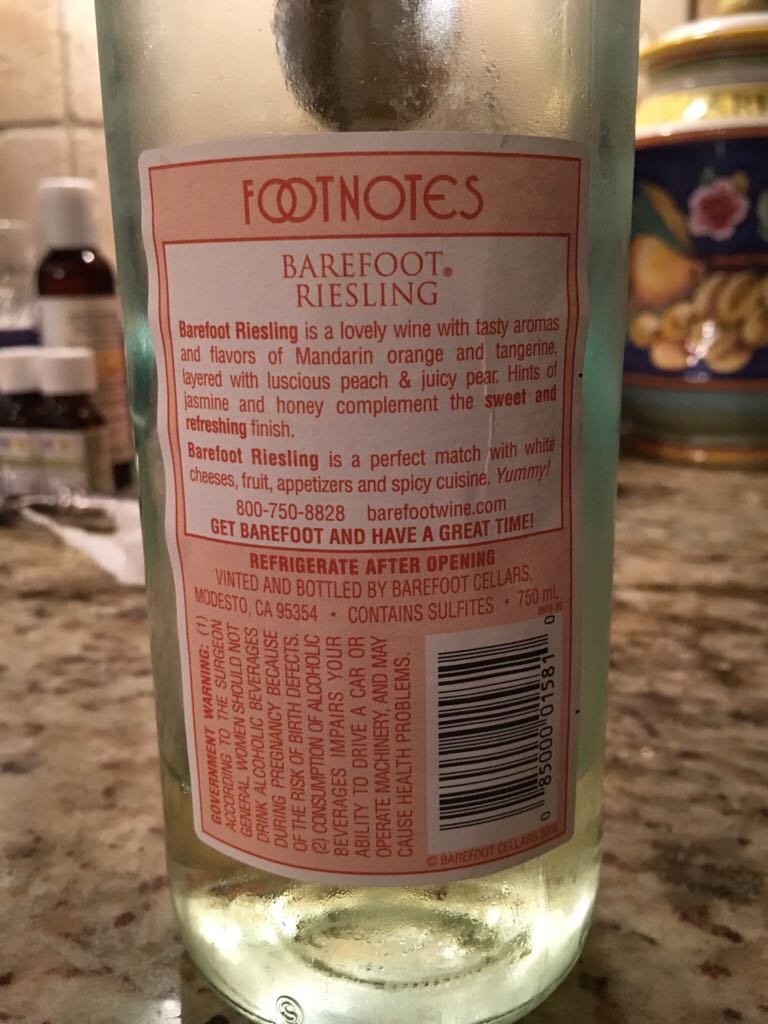 FOOTNOTES
BAREFOOT®
RIESLING
Barefoot Riesling is a lovely wine with tasty aromas
and flavors of Mandarin orange and tangerine,
layered with luscious peach & juicy pear. Hints of
jasmine and honey complement the sweet and
refreshing finish.
Barefoot Riesling is a perfect match with white
cheeses, fruit, appetizers and spicy cuisine. Yummy!
800-750-8828 barefootwine.com
GET BAREFOOT AND HAVE A GREAT TIME!
REFRIGERATE AFTER OPENING
VINTED AND BOTTLED BY BAREFOOT CELLARS,
MODESTO, CA 95354 • CONTAINS SULFITES • 750 mL
GOVERNMENT WARNING: (1)
ACCORDING TO THE SURGEON
GENERAL, WOMEN SHOULD NOT
DRINK ALCOHOLIC BEVERAGES
DURING PREGNANCY BECAUSE
OF THE RISK OF BIRTH DEFECTS.
(2) CONSUMPTION OF ALCOHOLIC
BEVERAGES IMPAIRS YOUR
ABILITY TO DRIVE A CAR OR
OPERATE MACHINERY, AND MAY
CAUSE HEALTH PROBLEMS.
0 85000 01581 0
© BAREFOOT CELLARS